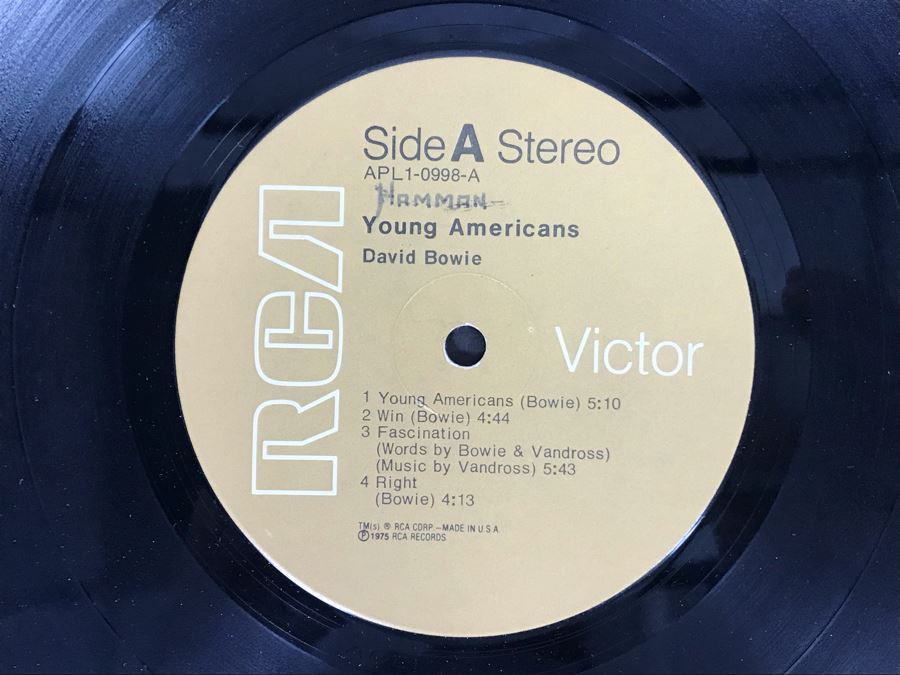 Side A Stereo
APL1-0998-A
HAMMAN
Young Americans
David Bowie
RCA
Victor
1 Young Americans (Bowie) 5:10
2 Win (Bowie) 4:44
3 Fascination
(Words by Bowie & Vandross)
(Music by Vandross) 5:43
4 Right
(Bowie) 4:13
TM(s) ® RCA CORP –MADE IN U.S.A
Ⓟ1975 RCA RECORDS